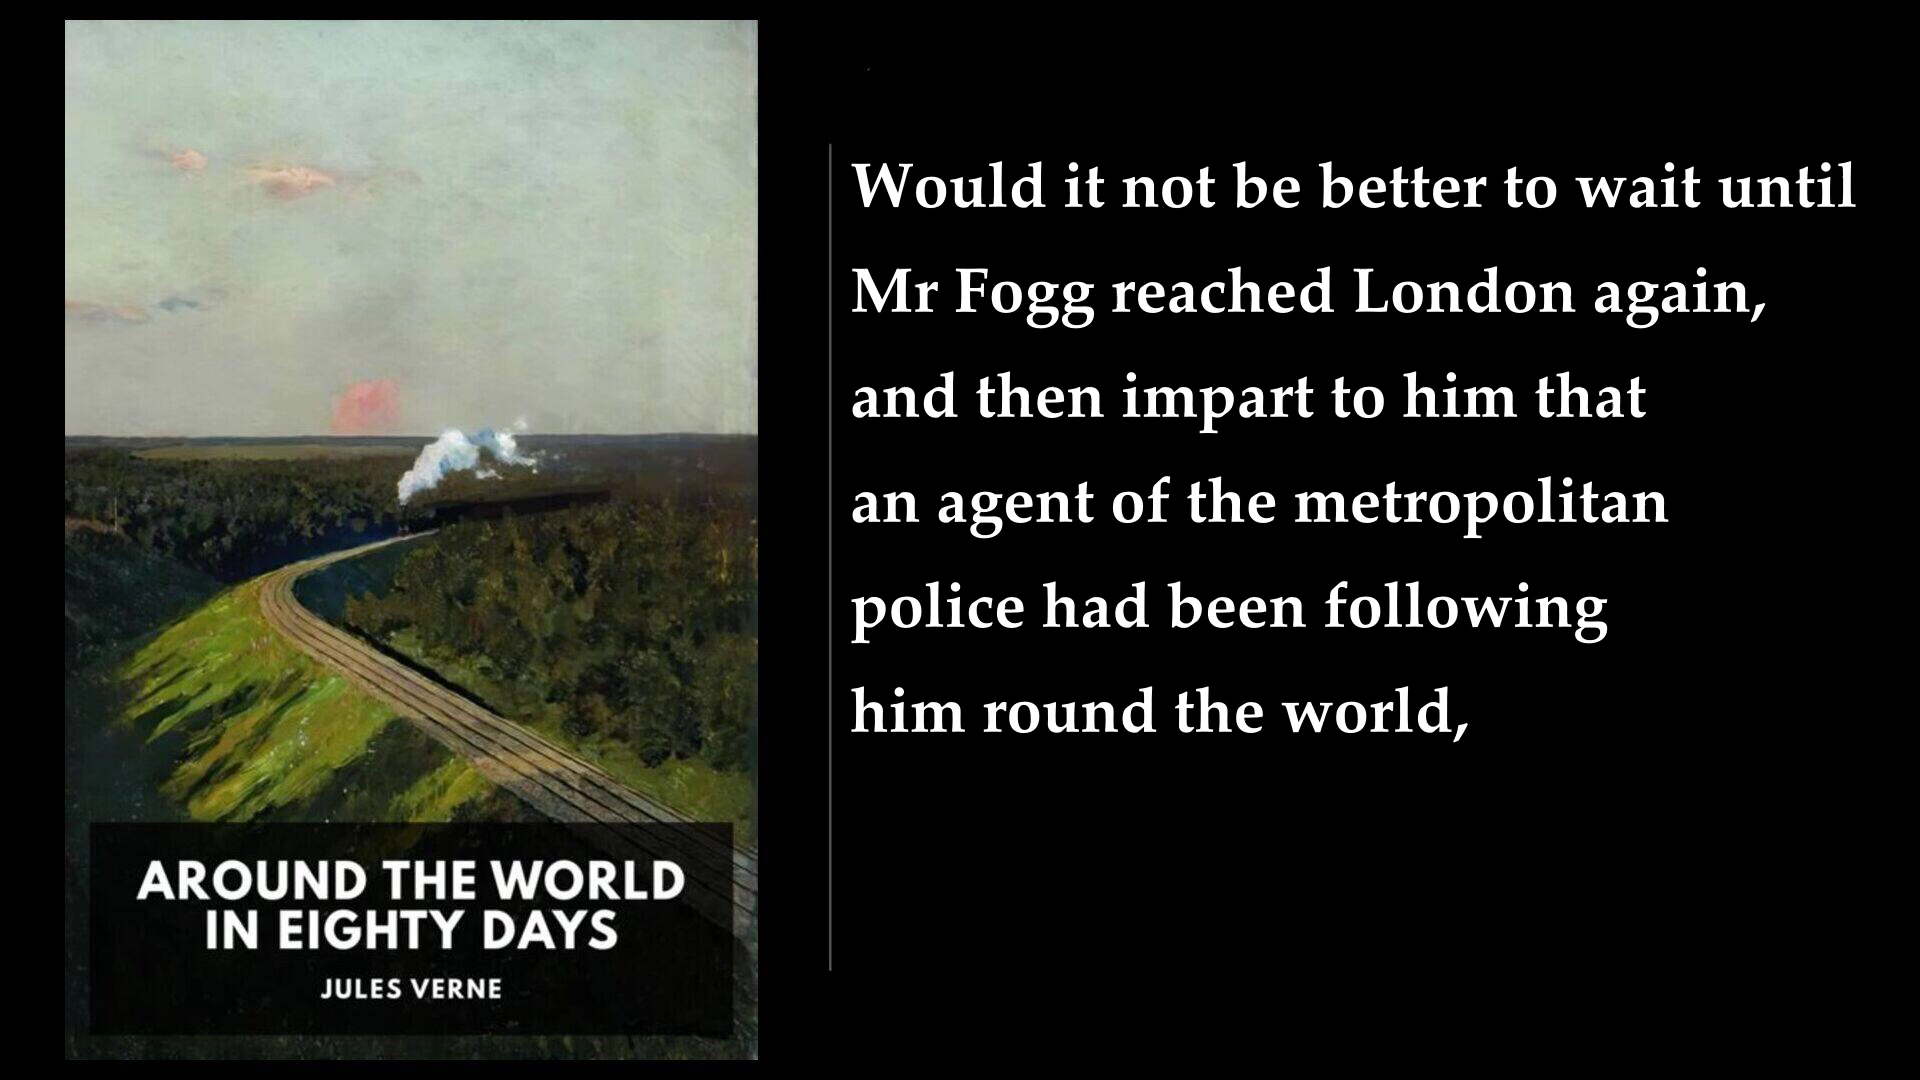 Would it not be better to wait until
Mr Fogg reached London again,
and then impart to him that
an agent of the metropolitan
police had been following
him round the world,
AROUND THE WORLD
IN EIGHTY DAYS
JULES VERNE